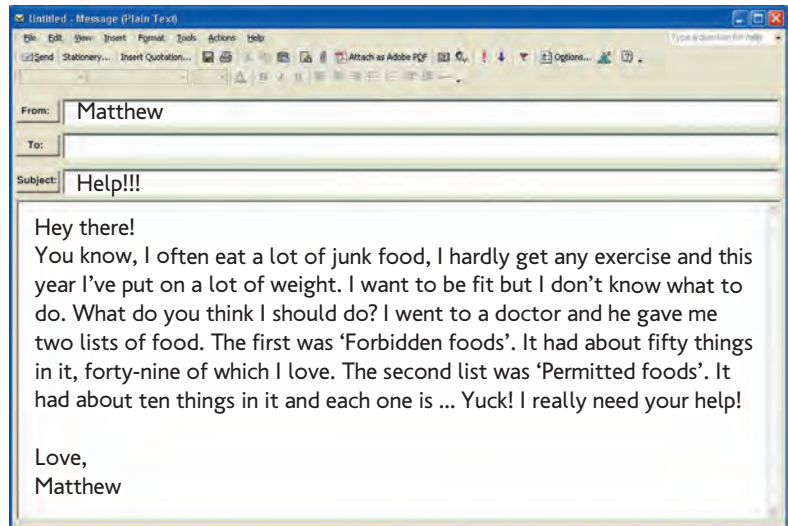 Untitled - Message (Plain Text)
File Edit View Insert Format Tools Actions Help
Type a question for help
Send Stationery... Insert Quotation... Attach as Adobe PDF Options...
From: Matthew
To:
Subject: Help!!!
Hey there!
You know, I often eat a lot of junk food, I hardly get any exercise and this
year I’ve put on a lot of weight. I want to be fit but I don’t know what to
do. What do you think I should do? I went to a doctor and he gave me
two lists of food. The first was ‘Forbidden foods’. It had about fifty things
in it, forty-nine of which I love. The second list was ‘Permitted foods’. It
had about ten things in it and each one is ... Yuck! I really need your help!
Love,
Matthew